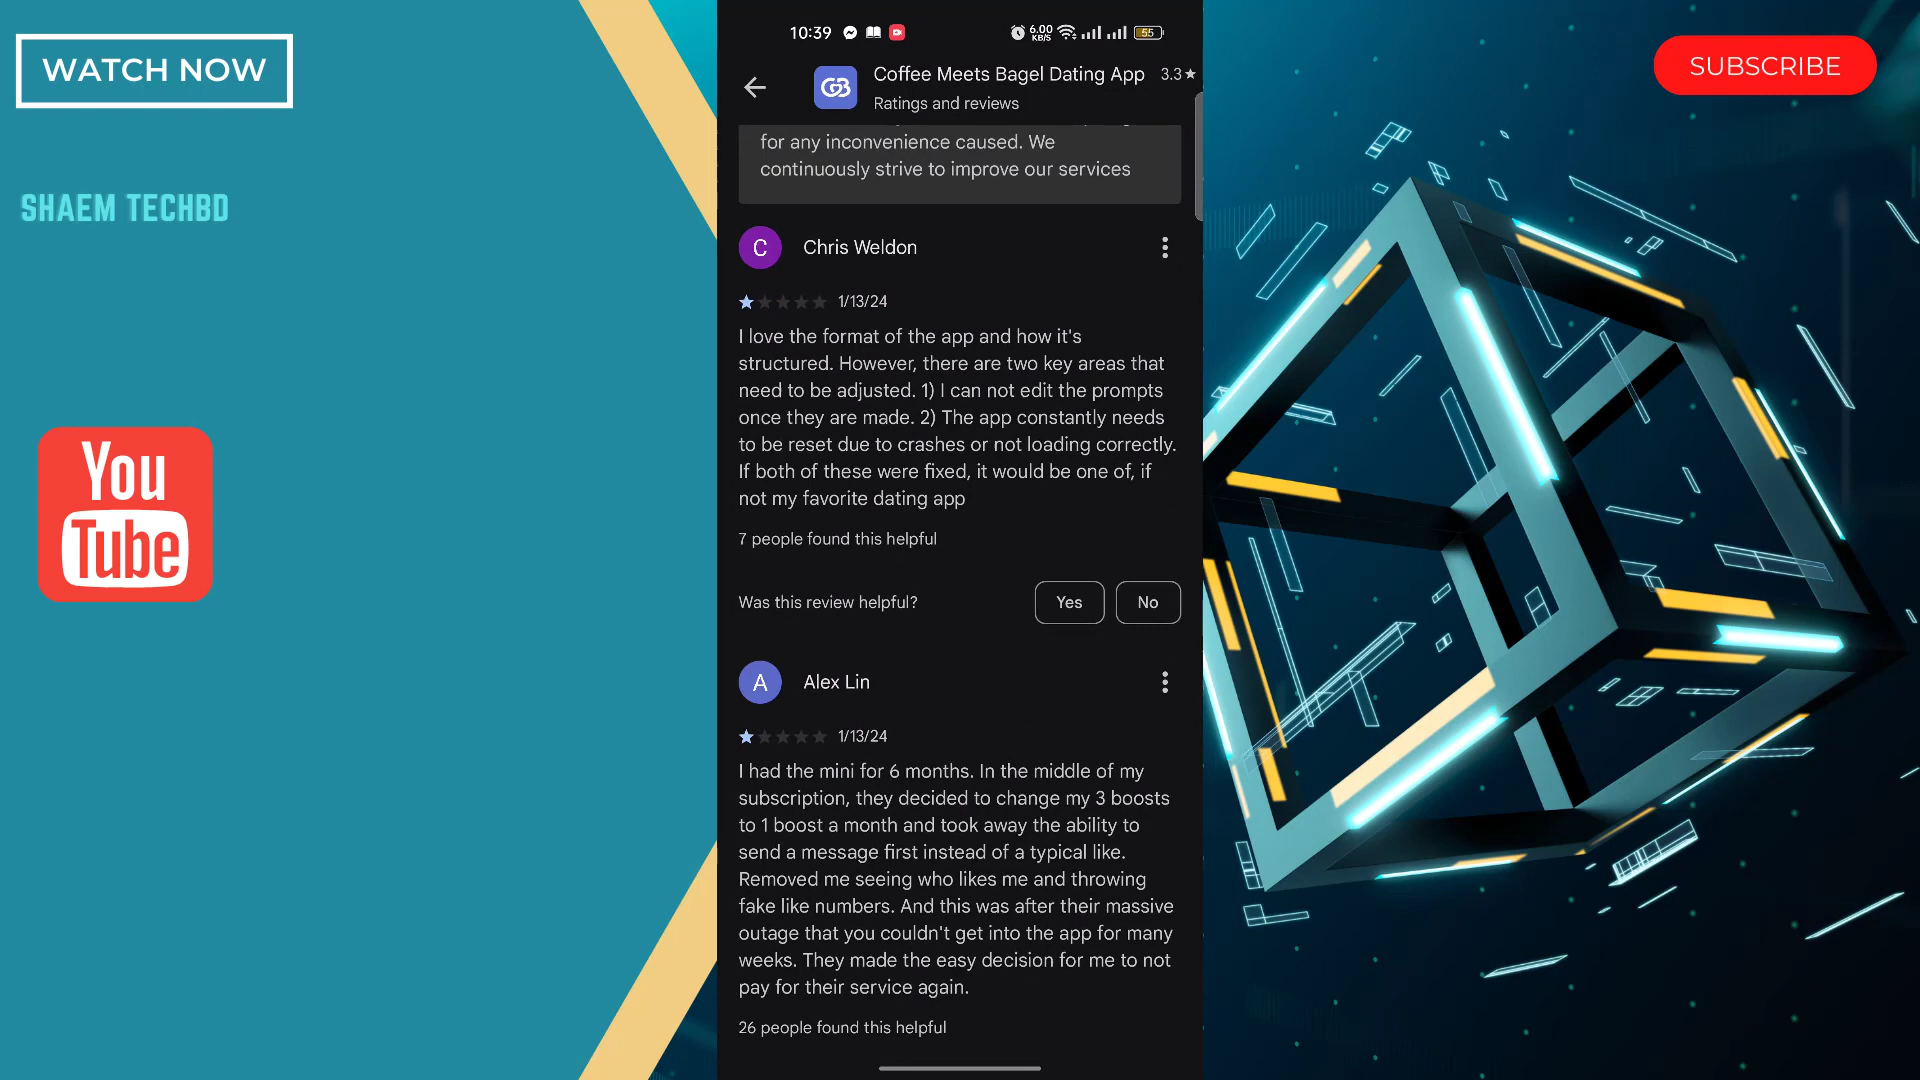 WATCH NOW
SHAEM TECHBD
You
Tube
10:39
6.00
KB/S
55
Coffee Meets Bagel Dating App 3.3★
Ratings and reviews
for any inconvenience caused. We
continuously strive to improve our services
C
Chris Weldon
1/13/24
I love the format of the app and how it's
structured. However, there are two key areas that
need to be adjusted. 1) I can not edit the prompts
once they are made. 2) The app constantly needs
to be reset due to crashes or not loading correctly.
If both of these were fixed, it would be one of, if
not my favorite dating app
7 people found this helpful
Was this review helpful? Yes No
A
Alex Lin
1/13/24
I had the mini for 6 months. In the middle of my
subscription, they decided to change my 3 boosts
to 1 boost a month and took away the ability to
send a message first instead of a typical like.
Removed me seeing who likes me and throwing
fake like numbers. And this was after their massive
outage that you couldn't get into the app for many
weeks. They made the easy decision for me to not
pay for their service again.
26 people found this helpful
SUBSCRIBE